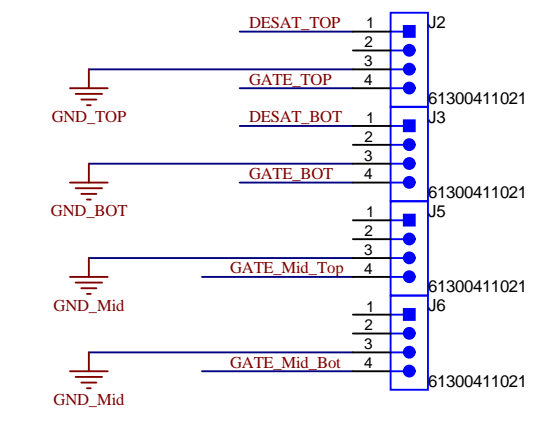 DESAT_TOP 1 J2
2
3
GATE_TOP 4
GND_TOP
61300411021
DESAT_BOT 1 J3
2
3
GATE_BOT 4
GND_BOT
61300411021
1 J5
2
3
GATE_Mid_Top 4
61300411021
GND_Mid
1 J6
2
3
GATE_Mid_Bot 4
61300411021
GND_Mid